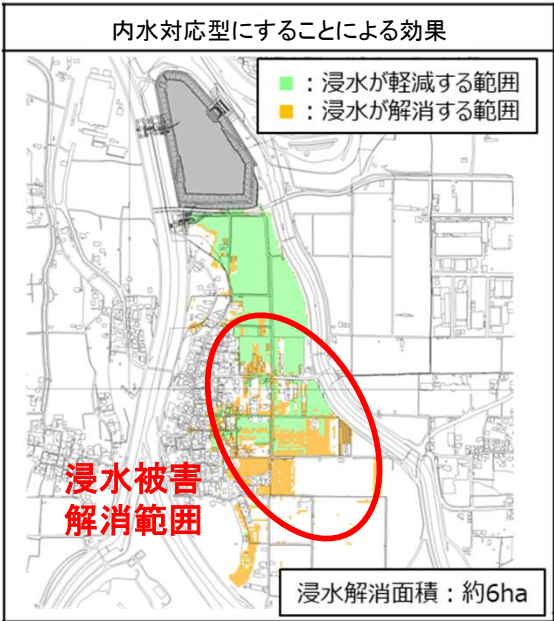 内水対応型にすることによる効果
：浸水が軽減する範囲
：浸水が解消する範囲
浸水被害
解消範囲
浸水解消面積：約6ha